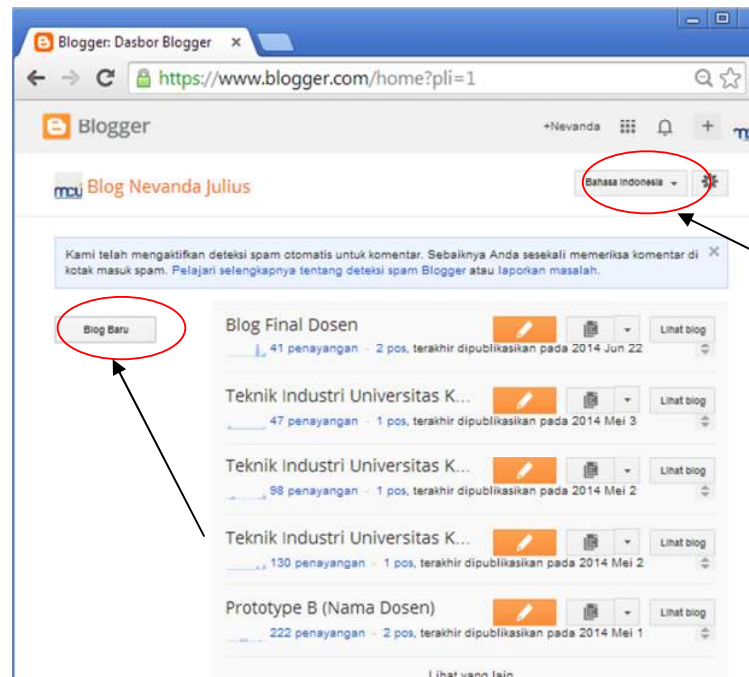 Blogger: Dasbor Blogger
https://www.blogger.com/home?pli=1
Blogger
+Nevanda
mcu Blog Nevanda Julius
Bahasa Indonesia
Kami telah mengaktifkan deteksi spam otomatis untuk komentar. Sebaiknya Anda sesekali memeriksa komentar di
kotak masuk spam. Pelajari selengkapnya tentang deteksi spam Blogger atau laporkan masalah.
Blog Baru
Blog Final Dosen
Lihat blog
41 penayangan - 2 pos, terakhir dipublikasikan pada 2014 Jun 22
Teknik Industri Universitas K...
Lihat blog
47 penayangan - 1 pos, terakhir dipublikasikan pada 2014 Mei 3
Teknik Industri Universitas K...
Lihat blog
98 penayangan - 1 pos, terakhir dipublikasikan pada 2014 Mei 2
Teknik Industri Universitas K...
Lihat blog
130 penayangan - 1 pos, terakhir dipublikasikan pada 2014 Mei 2
Prototype B (Nama Dosen)
Lihat blog
222 penayangan - 2 pos, terakhir dipublikasikan pada 2014 Mei 1
Lihat yang lain